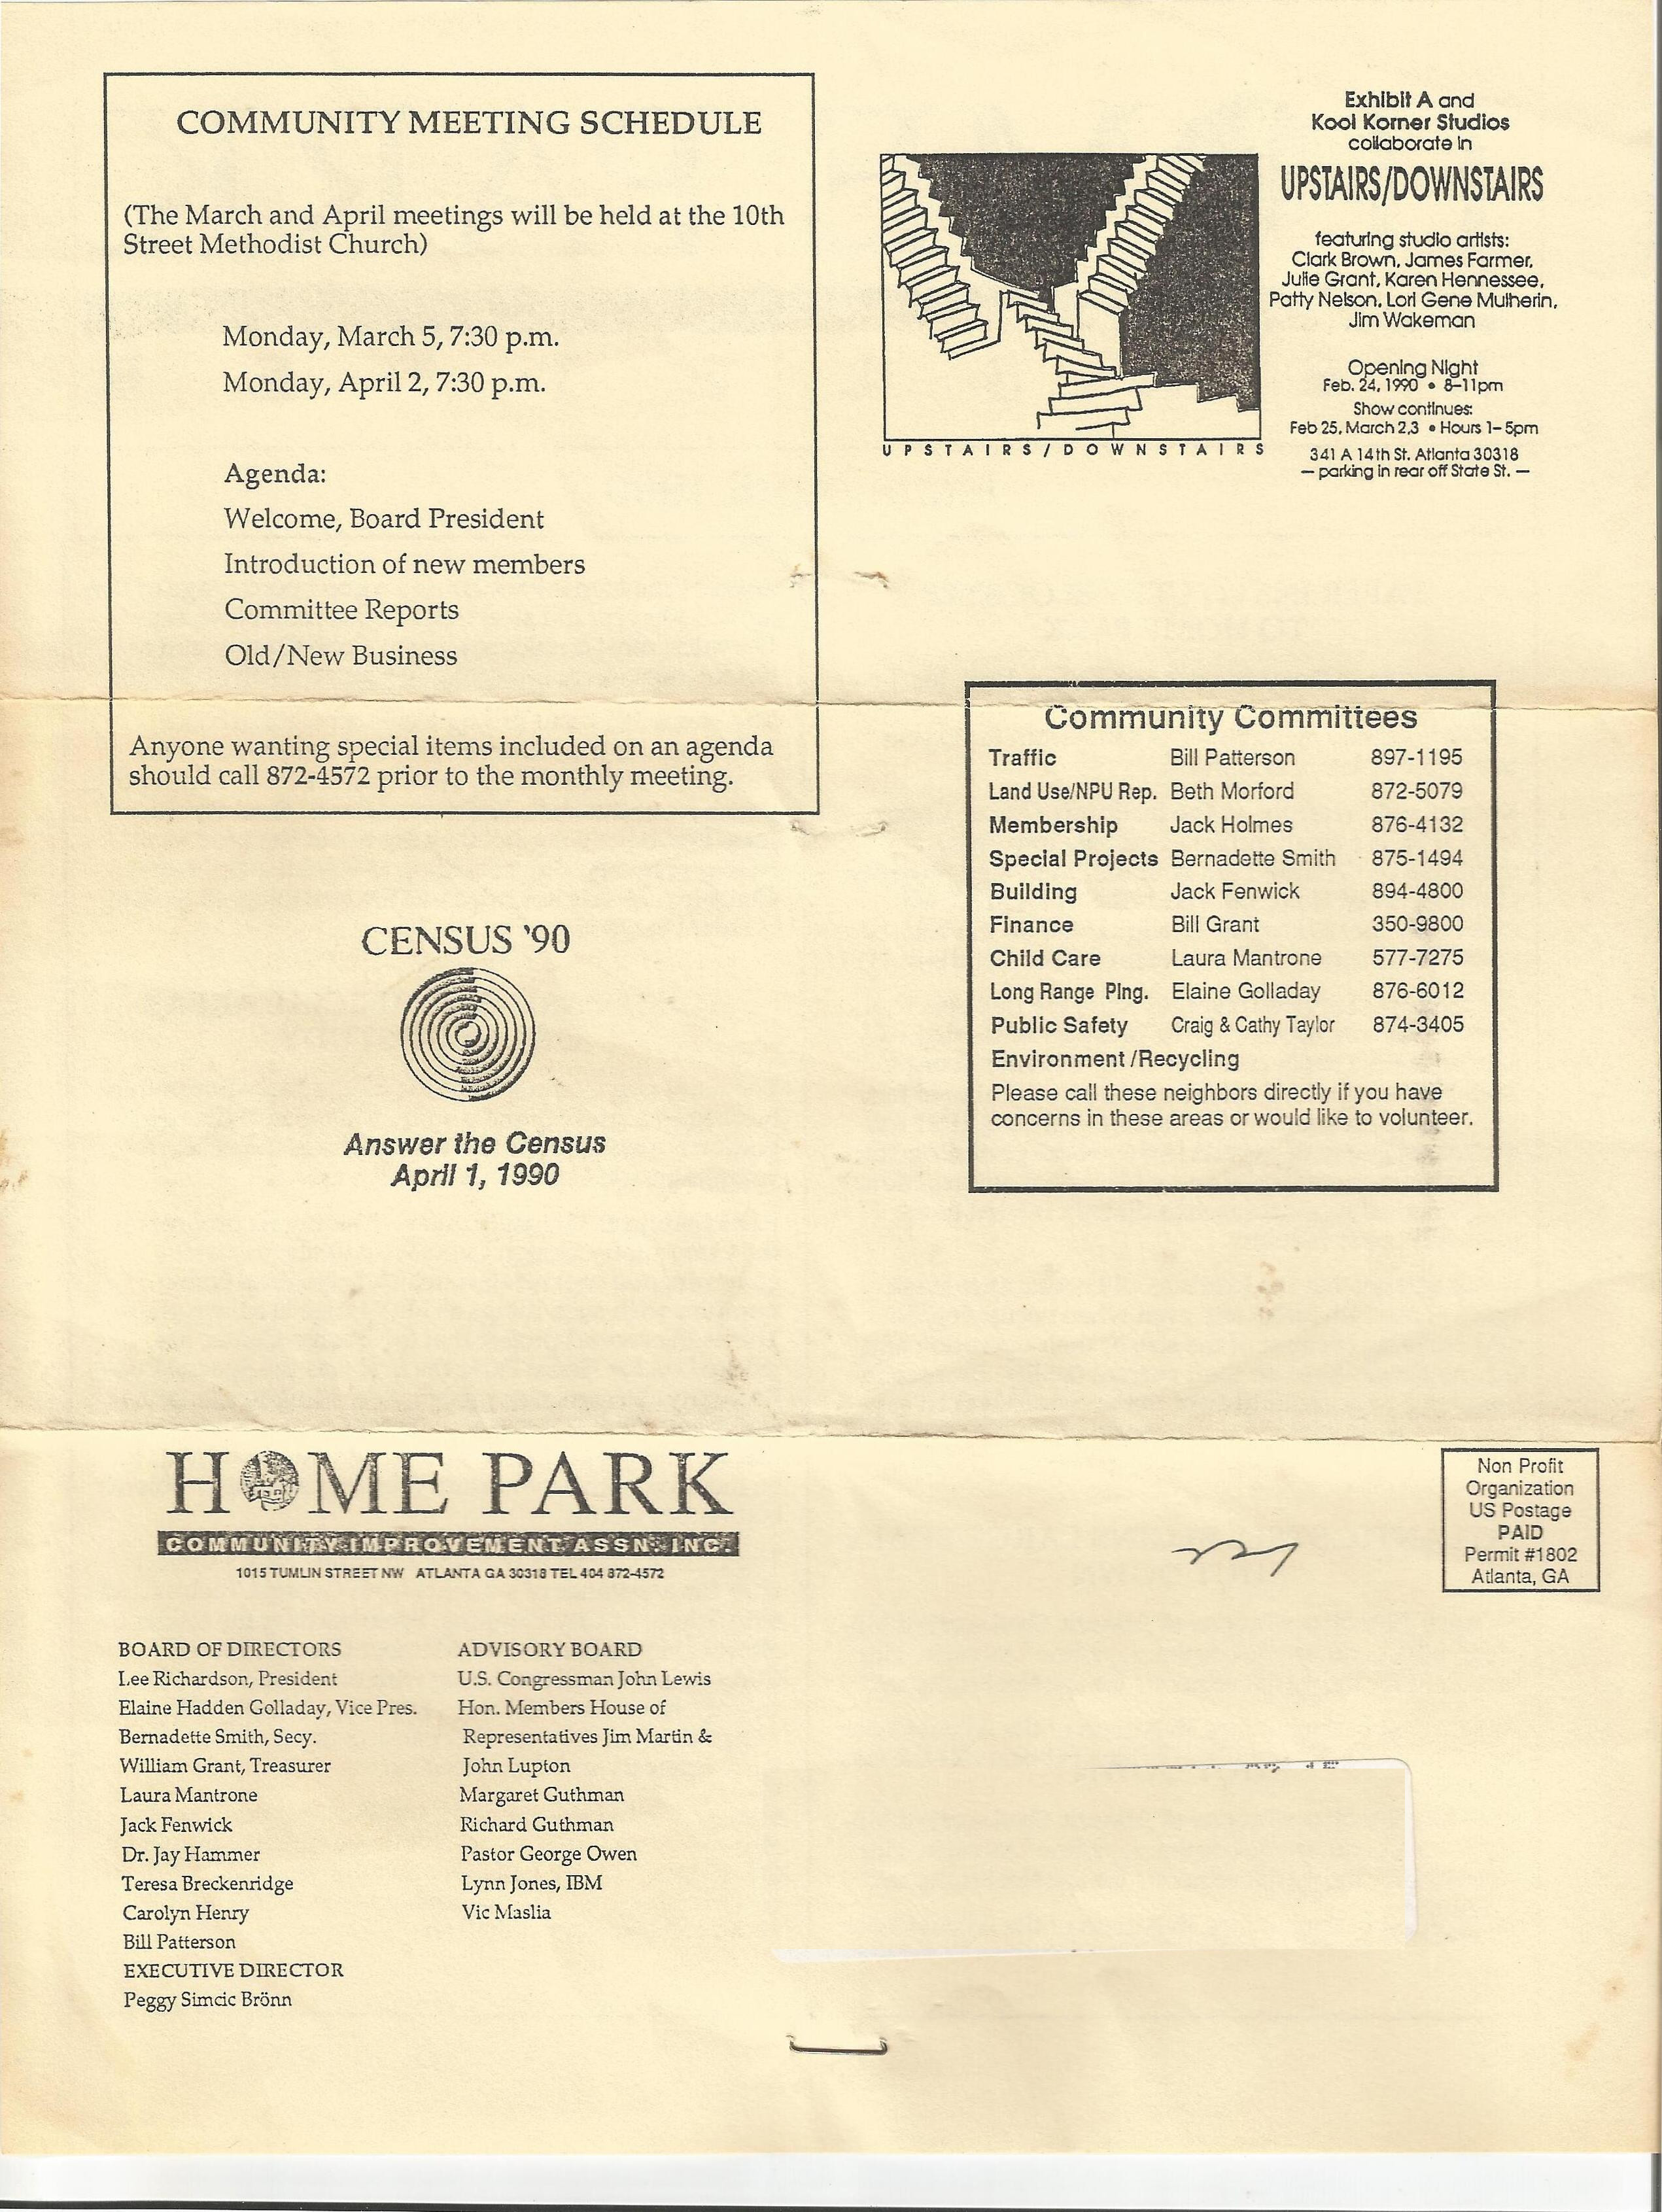 COMMUNITY MEETING SCHEDULE
(The March and April meetings will be held at the 10th
Street Methodist Church)
Monday, March 5, 7:30 p.m.
Monday, April 2, 7:30 p.m.
Agenda:
Welcome, Board President
Introduction of new members
Committee Reports
Old/New Business
Anyone wanting special items included on an agenda
should call 872-4572 prior to the monthly meeting.
UPSTAIRS/DOWNSTAIRS
Exhibit A and
Kool Korner Studios
collaborate in
UPSTAIRS/DOWNSTAIRS
featuring studio artists:
Clark Brown, James Farmer,
Julie Grant, Karen Hennessee,
Patty Nelson, Lori Gene Mulherin,
Jim Wakeman
Opening Night
Feb. 24, 1990 • 8-11pm
Show continues:
Feb 25, March 2,3 • Hours 1-5pm
341 A 14th St. Atlanta 30318
— parking in rear off State St. —
CENSUS '90
Answer the Census
April 1, 1990
Community Committees
Traffic Bill Patterson 897-1195
Land Use/NPU Rep. Beth Morford 872-5079
Membership Jack Holmes 876-4132
Special Projects Bernadette Smith 875-1494
Building Jack Fenwick 894-4800
Finance Bill Grant 350-9800
Child Care Laura Mantrone 577-7275
Long Range Plng. Elaine Golladay 876-6012
Public Safety Craig & Cathy Taylor 874-3405
Environment/Recycling
Please call these neighbors directly if you have
concerns in these areas or would like to volunteer.
HOME PARK
COMMUNITY IMPROVEMENT ASSN. INC.
1015 TUMLIN STREET NW ATLANTA GA 30318 TEL 404 872-4572
BOARD OF DIRECTORS
Lee Richardson, President
Elaine Hadden Golladay, Vice Pres.
Bernadette Smith, Secy.
William Grant, Treasurer
Laura Mantrone
Jack Fenwick
Dr. Jay Hammer
Teresa Breckenridge
Carolyn Henry
Bill Patterson
EXECUTIVE DIRECTOR
Peggy Simcic Brönn
ADVISORY BOARD
U.S. Congressman John Lewis
Hon. Members House of
Representatives Jim Martin &
John Lupton
Margaret Guthman
Richard Guthman
Pastor George Owen
Lynn Jones, IBM
Vic Maslia
Non Profit
Organization
US Postage
PAID
Permit #1802
Atlanta, GA